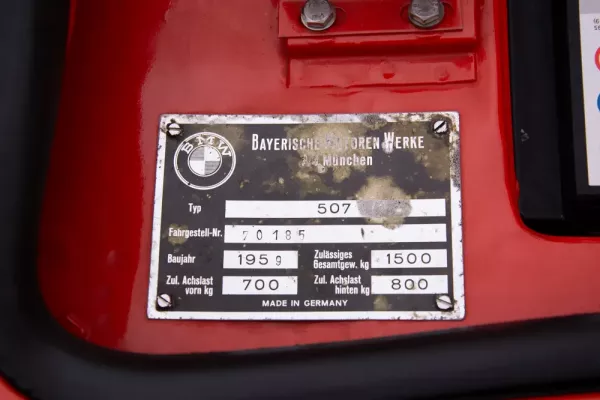 BMW
BAYERISCHE MOTOREN WERKE
München
Typ 507
Fahrgestell-Nr. 70185
Baujahr 1959 Zulässiges Gesamtgew. kg 1500
Zul. Achslast vorn kg 700 Zul. Achslast hinten kg 800
MADE IN GERMANY